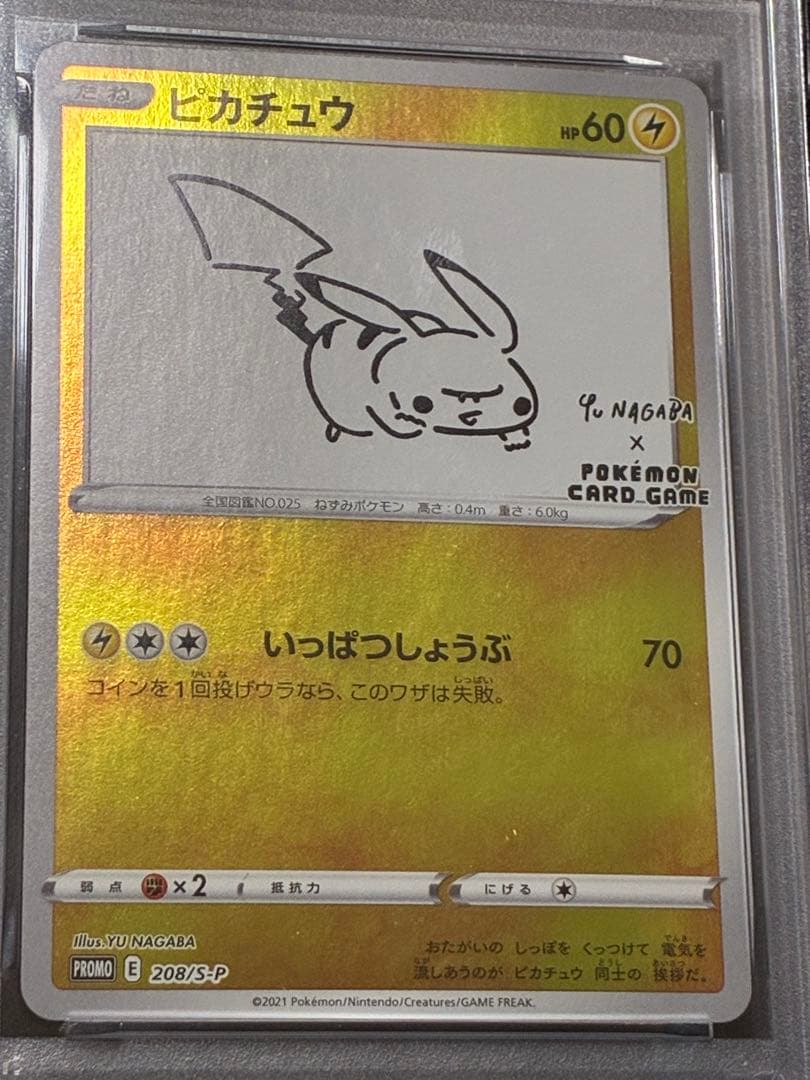 たね ピカチュウ HP60
YU NAGABA
×
POKÉMON
CARD GAME
全国図鑑NO.025 ねずみポケモン 高さ:0.4m 重さ:6.0kg
いっぱつしょうぶ 70
コインを1回投げウラなら、このワザは失敗。
弱点 ×2 抵抗力 にげる
Illus.YU NAGABA
PROMO E 208/S-P
おたがいの しっぽを くっつけて 電気を
流しあうのが ピカチュウ 同士の 挨拶だ。
©2021 Pokémon/Nintendo/Creatures/GAME FREAK.